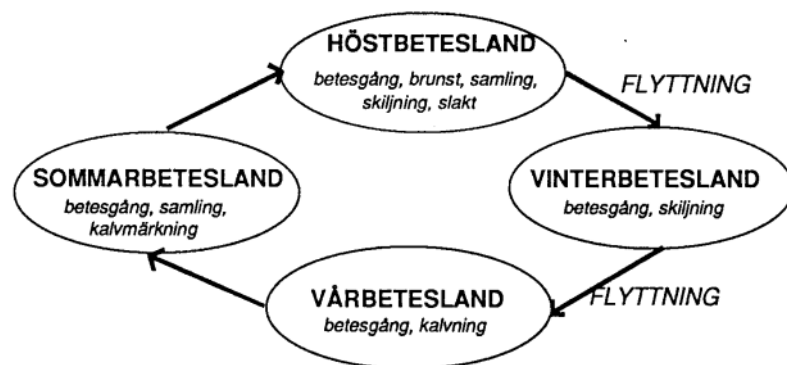 HÖSTBETESLAND
betesgång, brunst, samling,
skiljning, slakt
FLYTTNING
SOMMARBETESLAND
betesgång, samling,
kalvmärkning
VINTERBETESLAND
betesgång, skiljning
VÅRBETESLAND
betesgång, kalvning
FLYTTNING